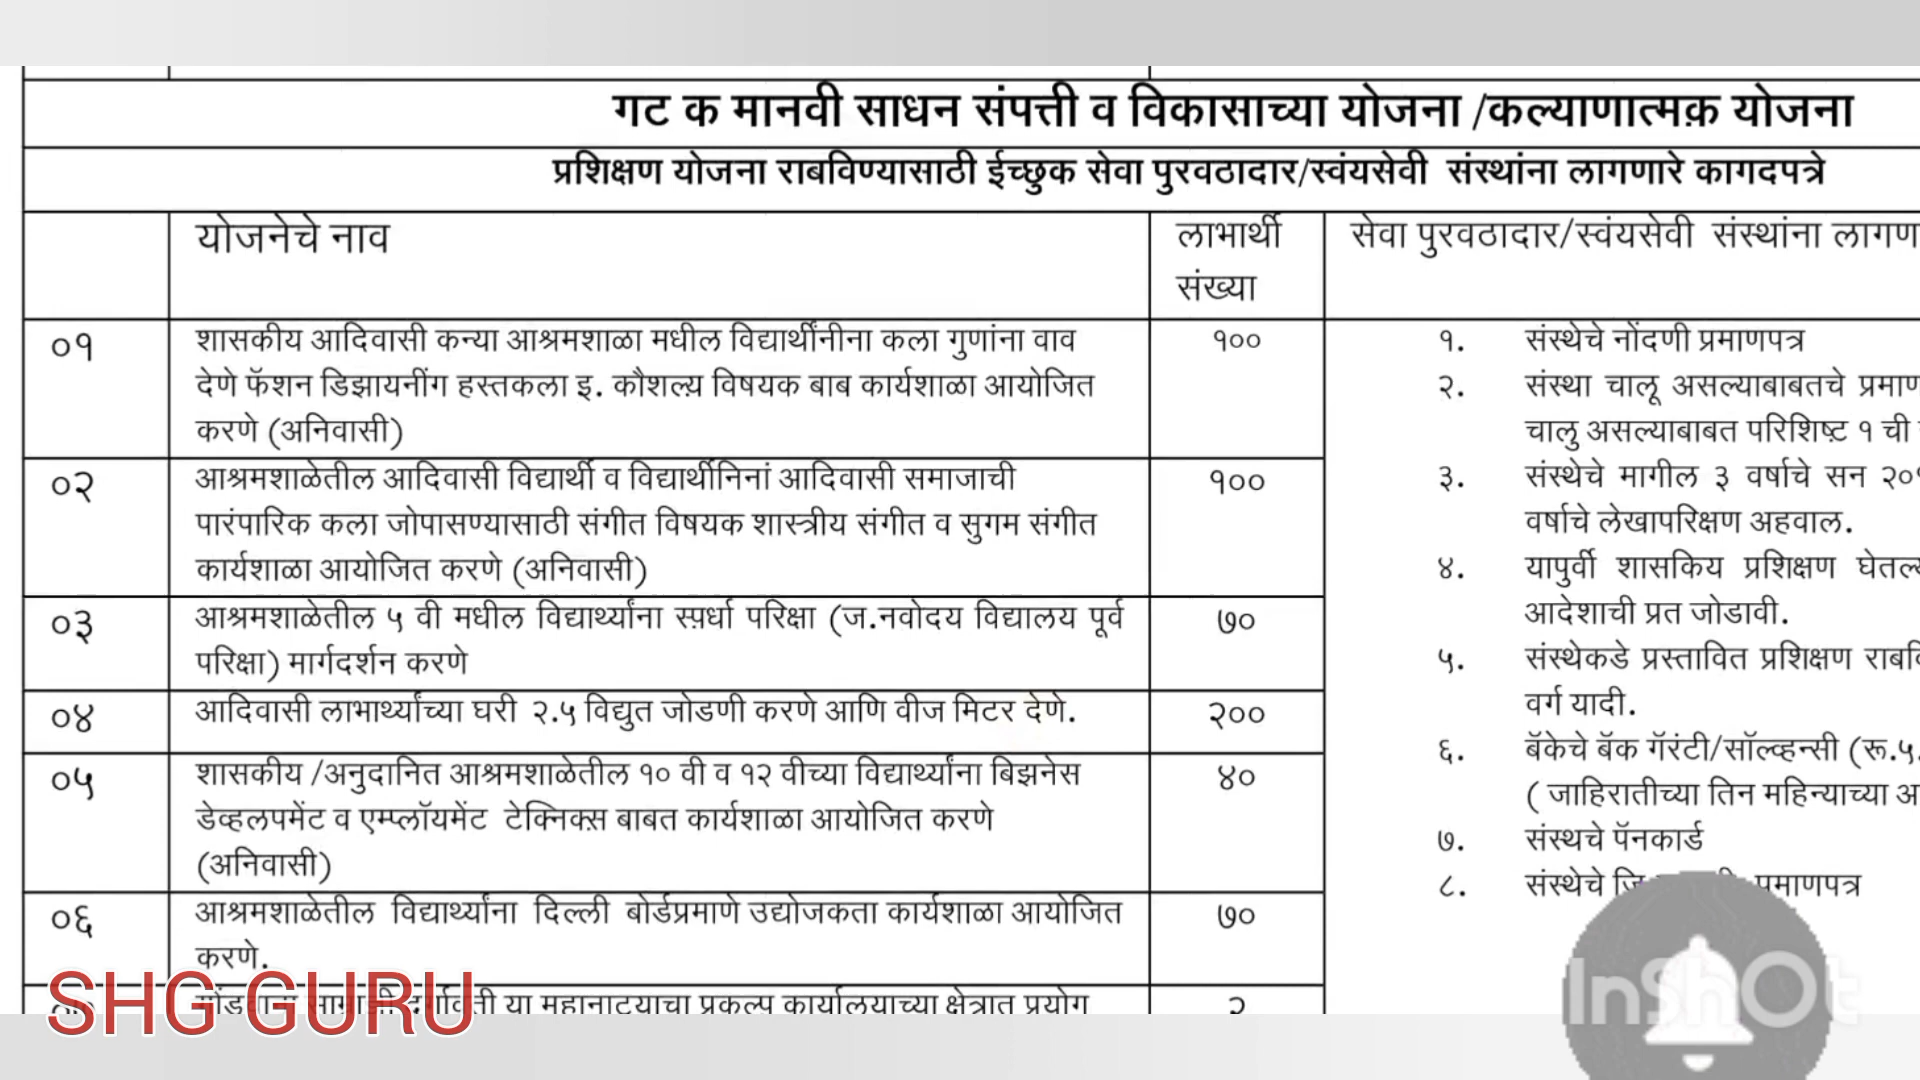 गट क मानवी साधन संपत्ती व विकासाच्या योजना /कल्याणात्मक़ योजना
प्रशिक्षण योजना राबविण्यासाठी ईच्छुक सेवा पुरवठादार/स्वंयसेवी संस्थांना लागणारे कागदपत्रे
योजनेचे नाव
लाभार्थी
संख्या
सेवा पुरवठादार/स्वंयसेवी संस्थांना
०१
शासकीय आदिवासी कन्या आश्रमशाळा मधील विद्यार्थींनीना कला गुणांना वाव
देणे फॅशन डिझायनींग हस्तकला इ. कौशल्य़ विषयक बाब कार्यशाळा आयोजित
करणे (अनिवासी)
१००
०२
आश्रमशाळेतील आदिवासी विद्यार्थी व विद्यार्थीनिनां आदिवासी समाजाची
पारंपारिक कला जोपासण्यासाठी संगीत विषयक शास्त्रीय संगीत व सुगम संगीत
कार्यशाळा आयोजित करणे (अनिवासी)
१००
०३
आश्रमशाळेतील ५ वी मधील विद्यार्थ्यांना स्प़र्धा परिक्षा (ज.नवोदय विद्यालय पूर्व
परिक्षा) मार्गदर्शन करणे
७०
०४
आदिवासी लाभार्थ्यांच्या घरी २.५ विद्युत जोडणी करणे आणि वीज मिटर देणे.
२००
०५
शासकीय /अनुदानित आश्रमशाळेतील १० वी व १२ वीच्या विद्यार्थ्यांना बिझनेस
डेव्हलपमेंट व एम्प्लॉयमेंट टेक्निक्स़ बाबत कार्यशाळा आयोजित करणे
(अनिवासी)
४०
०६
आश्रमशाळेतील विद्यार्थ्यांना दिल्ली बोर्डप्रमाणे उद्योजकता कार्यशाळा आयोजित
करणे.
७०
या महानाट्याचा प्रकल्प कार्यालयाच्या क्षेत्रात प्रयोग
२
१. संस्थेचे नोंदणी प्रमाणपत्र
२. संस्था चालू असल्याबाबतचे
चालु असल्याबाबत परिशिष्ट १ ची
३. संस्थेचे मागील ३ वर्षाचे सन
वर्षाचे लेखापरिक्षण अहवाल.
४. यापुर्वी शासकिय प्रशिक्षण
आदेशाची प्रत जोडावी.
५. संस्थेकडे प्रस्तावित प्रशिक्षण
वर्ग यादी.
६. बॅकेचे बॅक गॅरंटी/सॉल्व्हन्सी (रू.५.
( जाहिरातीच्या तिन महिन्याच्या
७. संस्थचे पॅनकार्ड
८. संस्थेचे प्रमाणपत्र
SHG GURU
InShOt